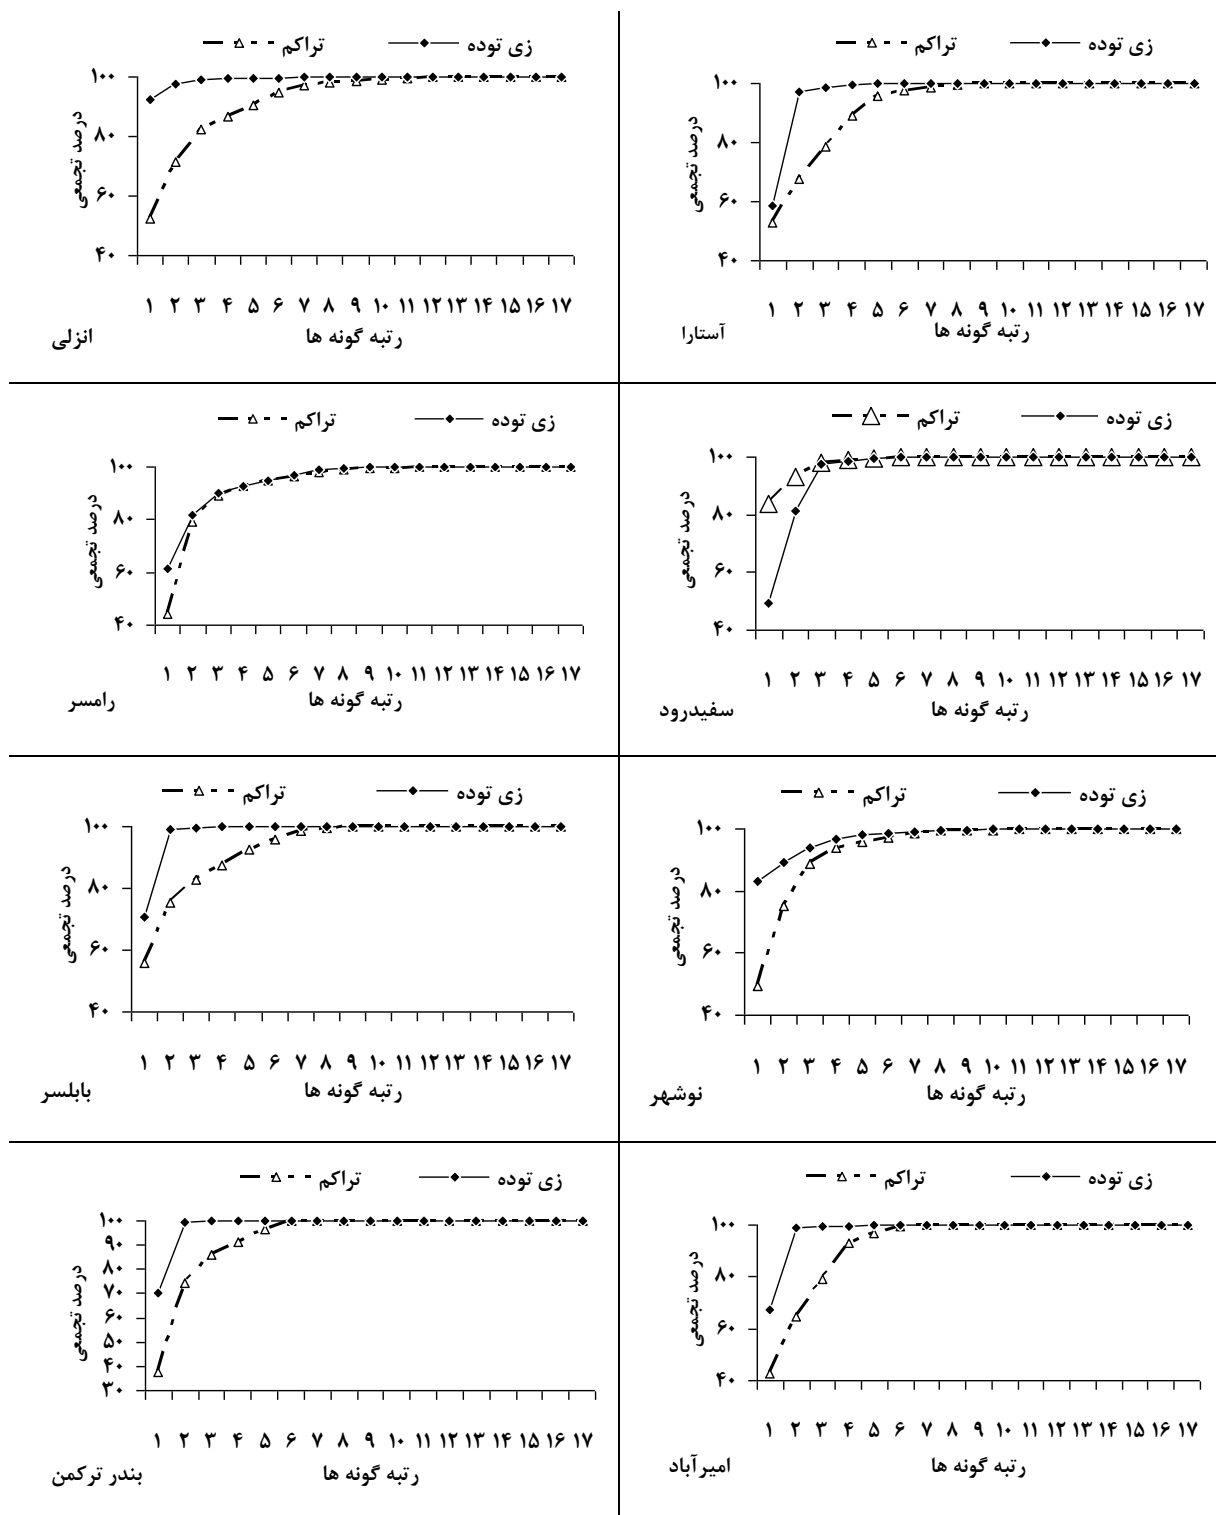 زی توده تراکم
درصد تجمعی
۱۰۰
۸۰
۶۰
۴۰
۱ ۲ ۳ ۴ ۵ ۶ ۷ ۸ ۹ ۱۰ ۱۱ ۱۲ ۱۳ ۱۴ ۱۵ ۱۶ ۱۷
رتبه گونه ها
آستارا
زی توده تراکم
درصد تجمعی
۱۰۰
۸۰
۶۰
۴۰
۱ ۲ ۳ ۴ ۵ ۶ ۷ ۸ ۹ ۱۰ ۱۱ ۱۲ ۱۳ ۱۴ ۱۵ ۱۶ ۱۷
رتبه گونه ها
انزلی
زی توده تراکم
درصد تجمعی
۱۰۰
۸۰
۶۰
۴۰
۱ ۲ ۳ ۴ ۵ ۶ ۷ ۸ ۹ ۱۰ ۱۱ ۱۲ ۱۳ ۱۴ ۱۵ ۱۶ ۱۷
رتبه گونه ها
سفیدرود
زی توده تراکم
درصد تجمعی
۱۰۰
۸۰
۶۰
۴۰
۱ ۲ ۳ ۴ ۵ ۶ ۷ ۸ ۹ ۱۰ ۱۱ ۱۲ ۱۳ ۱۴ ۱۵ ۱۶ ۱۷
رتبه گونه ها
رامسر
زی توده تراکم
درصد تجمعی
۱۰۰
۸۰
۶۰
۴۰
۱ ۲ ۳ ۴ ۵ ۶ ۷ ۸ ۹ ۱۰ ۱۱ ۱۲ ۱۳ ۱۴ ۱۵ ۱۶ ۱۷
رتبه گونه ها
نوشهر
زی توده تراکم
درصد تجمعی
۱۰۰
۸۰
۶۰
۴۰
۱ ۲ ۳ ۴ ۵ ۶ ۷ ۸ ۹ ۱۰ ۱۱ ۱۲ ۱۳ ۱۴ ۱۵ ۱۶ ۱۷
رتبه گونه ها
بابلسر
زی توده تراکم
درصد تجمعی
۱۰۰
۸۰
۶۰
۴۰
۱ ۲ ۳ ۴ ۵ ۶ ۷ ۸ ۹ ۱۰ ۱۱ ۱۲ ۱۳ ۱۴ ۱۵ ۱۶ ۱۷
رتبه گونه ها
امیرآباد
زی توده تراکم
درصد تجمعی
۱۰۰
۹۰
۸۰
۷۰
۶۰
۵۰
۴۰
۳۰
۱ ۲ ۳ ۴ ۵ ۶ ۷ ۸ ۹ ۱۰ ۱۱ ۱۲ ۱۳ ۱۴ ۱۵ ۱۶ ۱۷
رتبه گونه ها
بندر ترکمن